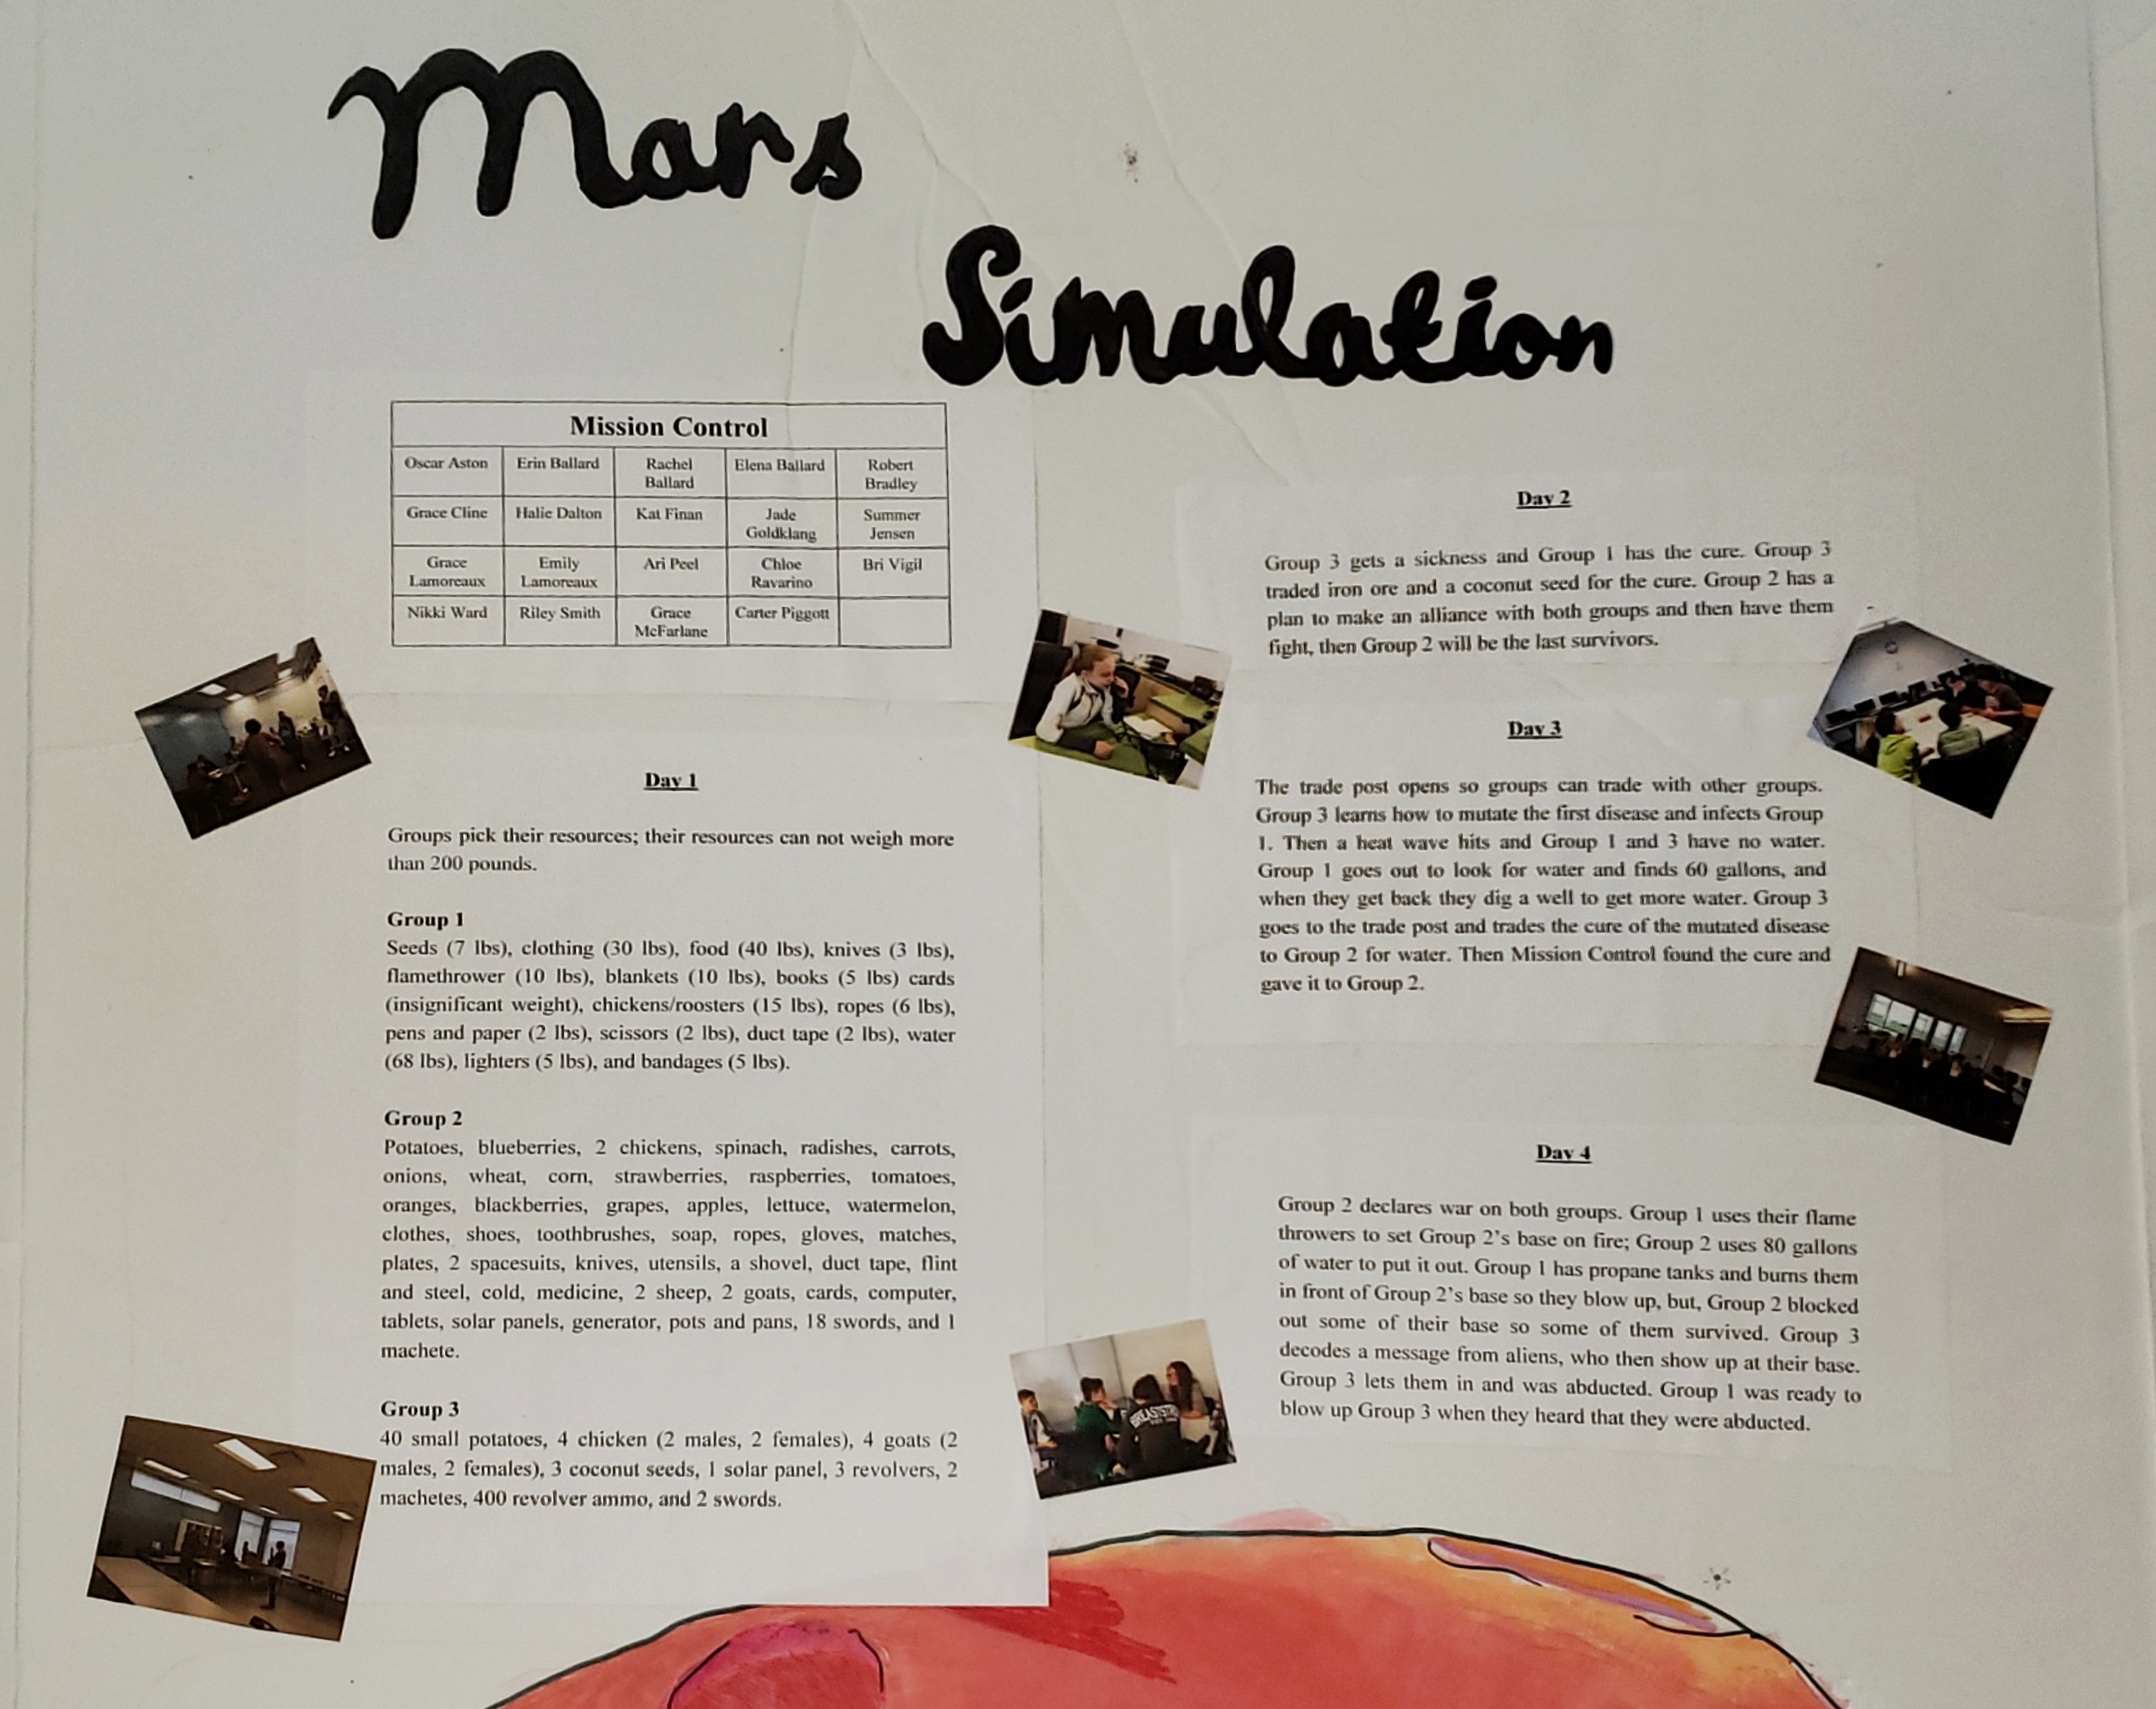 Mars
Simulation
Mission Control
Oscar Aston Erin Ballard Rachel Ballard Elena Ballard Robert Bradley
Grace Cline Halie Dalton Kat Finan Jade Goldklang Summer Jensen
Grace Lamoreaux Emily Lamoreaux Ari Peel Chloe Ravarino Bri Vigil
Nikki Ward Riley Smith Grace McFarlane Carter Piggott
Day 1
Groups pick their resources; their resources can not weigh more
than 200 pounds.
Group 1
Seeds (7 lbs), clothing (30 lbs), food (40 lbs), knives (3 lbs),
flamethrower (10 lbs), blankets (10 lbs), books (5 lbs) cards
(insignificant weight), chickens/roosters (15 lbs), ropes (6 lbs),
pens and paper (2 lbs), scissors (2 lbs), duct tape (2 lbs), water
(68 lbs), lighters (5 lbs), and bandages (5 lbs).
Group 2
Potatoes, blueberries, 2 chickens, spinach, radishes, carrots,
onions, wheat, corn, strawberries, raspberries, tomatoes,
oranges, blackberries, grapes, apples, lettuce, watermelon,
clothes, shoes, toothbrushes, soap, ropes, gloves, matches,
plates, 2 spacesuits, knives, utensils, a shovel, duct tape, flint
and steel, cold, medicine, 2 sheep, 2 goats, cards, computer,
tablets, solar panels, generator, pots and pans, 18 swords, and 1
machete.
Group 3
40 small potatoes, 4 chicken (2 males, 2 females), 4 goats (2
males, 2 females), 3 coconut seeds, 1 solar panel, 3 revolvers, 2
machetes, 400 revolver ammo, and 2 swords.
Day 2
Group 3 gets a sickness and Group 1 has the cure. Group 3
traded iron ore and a coconut seed for the cure. Group 2 has a
plan to make an alliance with both groups and then have them
fight, then Group 2 will be the last survivors.
Day 3
The trade post opens so groups can trade with other groups.
Group 3 learns how to mutate the first disease and infects Group
1. Then a heat wave hits and Group 1 and 3 have no water.
Group 1 goes out to look for water and finds 60 gallons, and
when they get back they dig a well to get more water. Group 3
goes to the trade post and trades the cure of the mutated disease
to Group 2 for water. Then Mission Control found the cure and
gave it to Group 2.
Day 4
Group 2 declares war on both groups. Group 1 uses their flame
throwers to set Group 2's base on fire; Group 2 uses 80 gallons
of water to put it out. Group 1 has propane tanks and burns them
in front of Group 2's base so they blow up, but, Group 2 blocked
out some of their base so some of them survived. Group 3
decodes a message from aliens, who then show up at their base.
Group 3 lets them in and was abducted. Group 1 was ready to
blow up Group 3 when they heard that they were abducted.